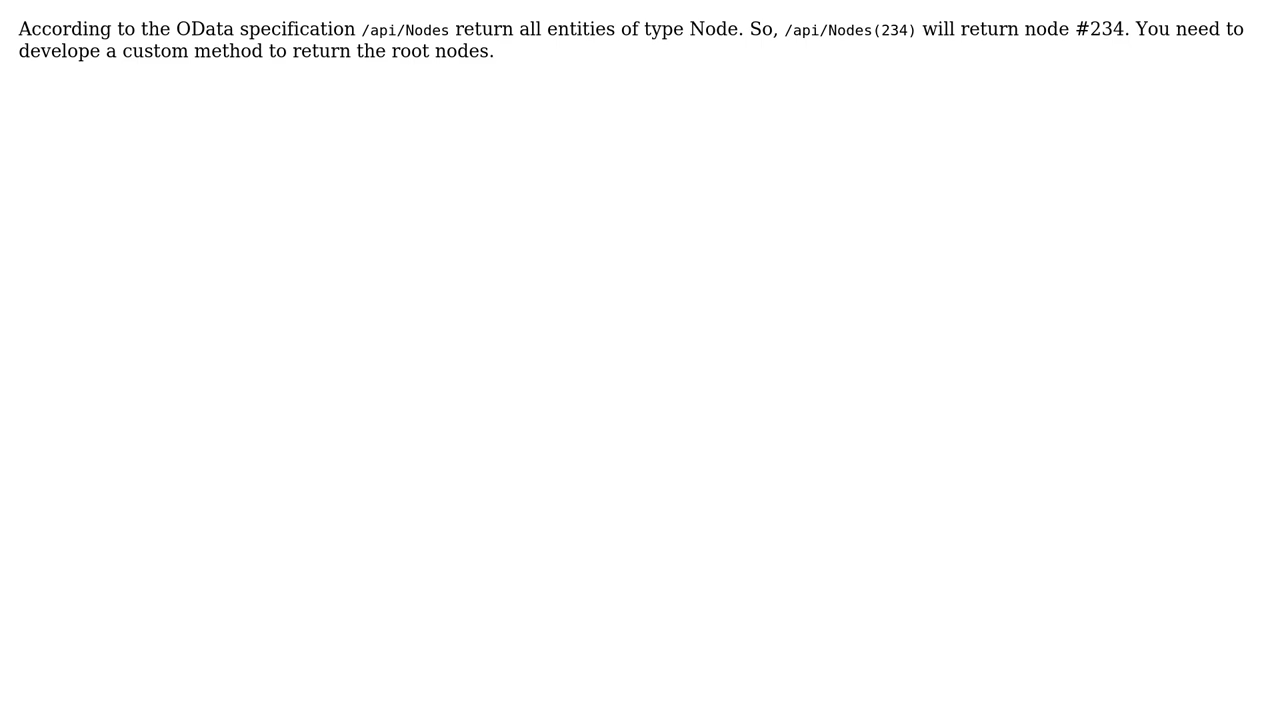 According to the OData specification /api/Nodes return all entities of type Node. So, /api/Nodes(234) will return node #234. You need to
develope a custom method to return the root nodes.